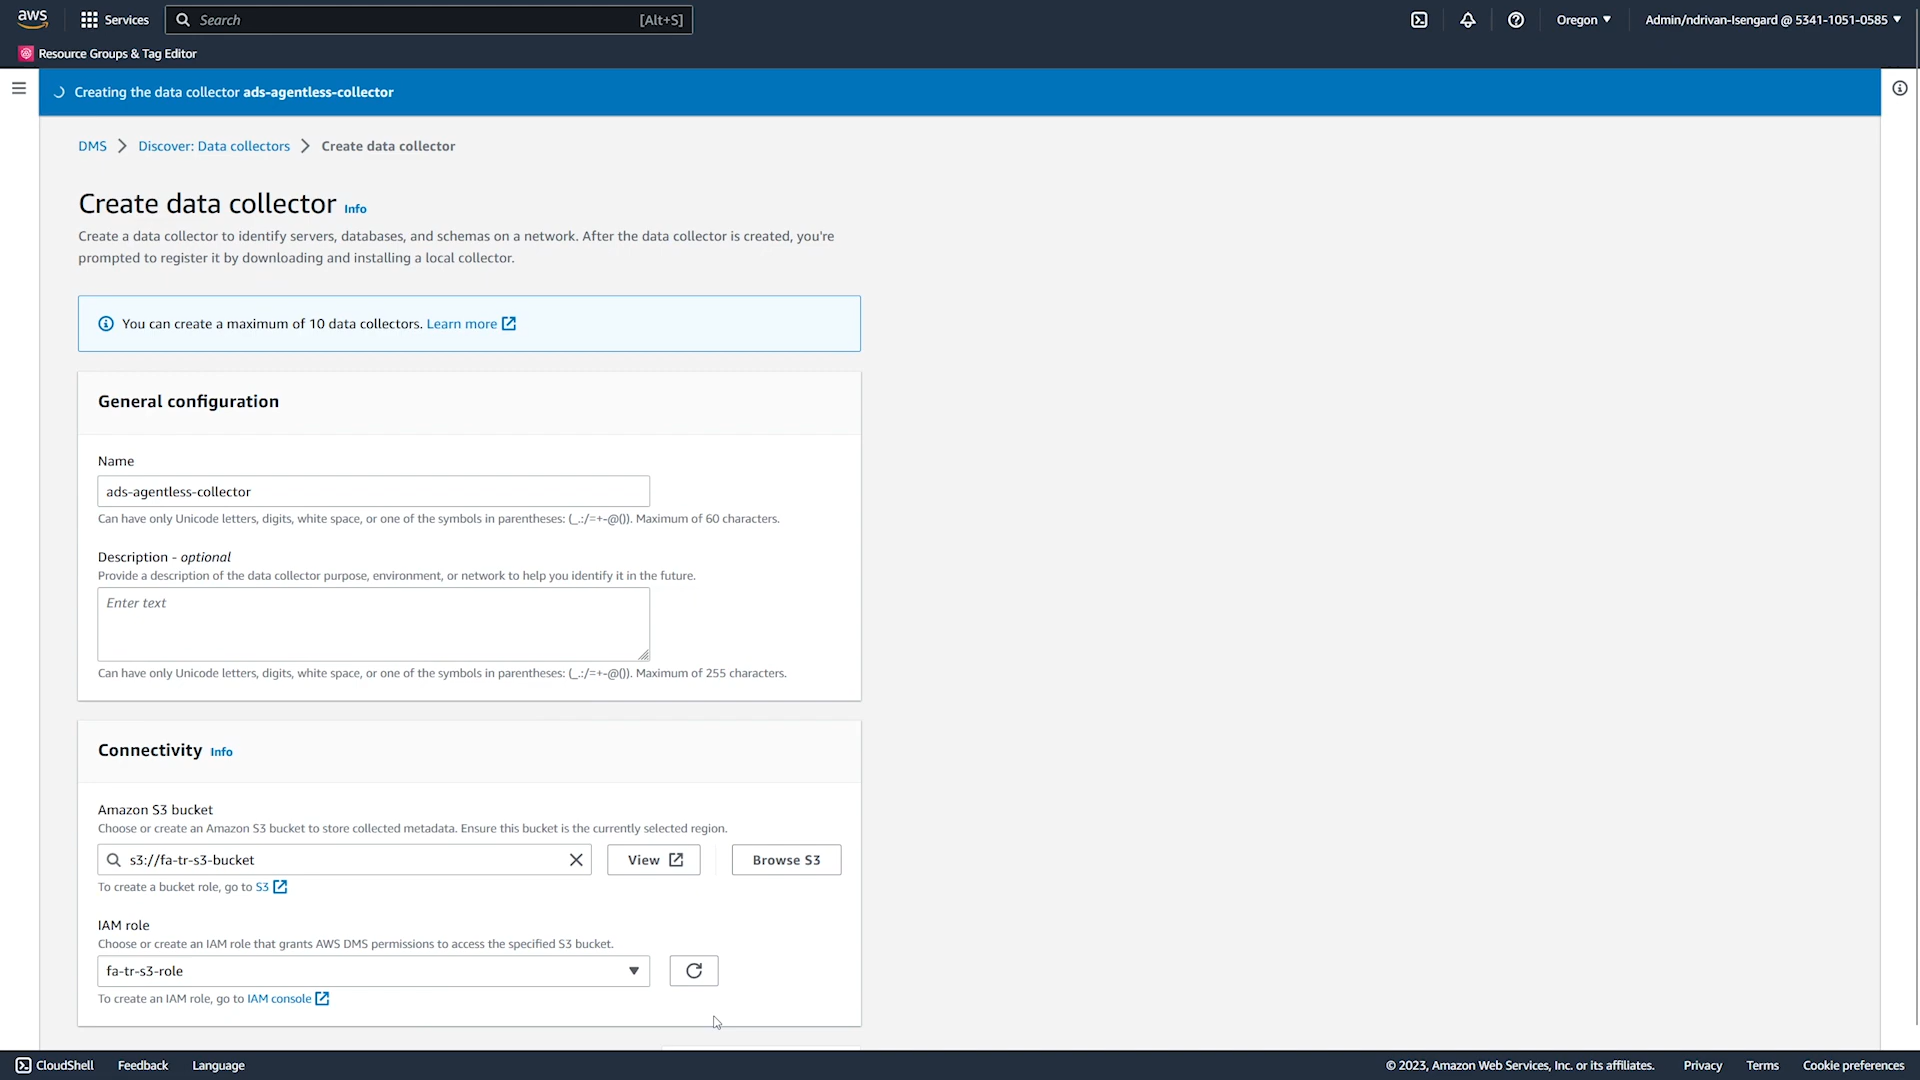 aws
Services
Search
[Alt+S]
Oregon ▼
Admin/ndrivan-Isengard @ 5341-1051-0585 ▼
Resource Groups & Tag Editor
Creating the data collector ads-agentless-collector
DMS > Discover: Data collectors > Create data collector
Create data collector Info
Create a data collector to identify servers, databases, and schemas on a network. After the data collector is created, you're
prompted to register it by downloading and installing a local collector.
You can create a maximum of 10 data collectors. Learn more
General configuration
Name
ads-agentless-collector
Can have only Unicode letters, digits, white space, or one of the symbols in parentheses: (_.:/=+-@()). Maximum of 60 characters.
Description - optional
Provide a description of the data collector purpose, environment, or network to help you identify it in the future.
Enter text
Can have only Unicode letters, digits, white space, or one of the symbols in parentheses: (_.:/=+-@()). Maximum of 255 characters.
Connectivity Info
Amazon S3 bucket
Choose or create an Amazon S3 bucket to store collected metadata. Ensure this bucket is the currently selected region.
s3://fa-tr-s3-bucket
View
Browse S3
To create a bucket role, go to S3
IAM role
Choose or create an IAM role that grants AWS DMS permissions to access the specified S3 bucket.
fa-tr-s3-role
To create an IAM role, go to IAM console
CloudShell
Feedback
Language
© 2023, Amazon Web Services, Inc. or its affiliates.
Privacy
Terms
Cookie preferences